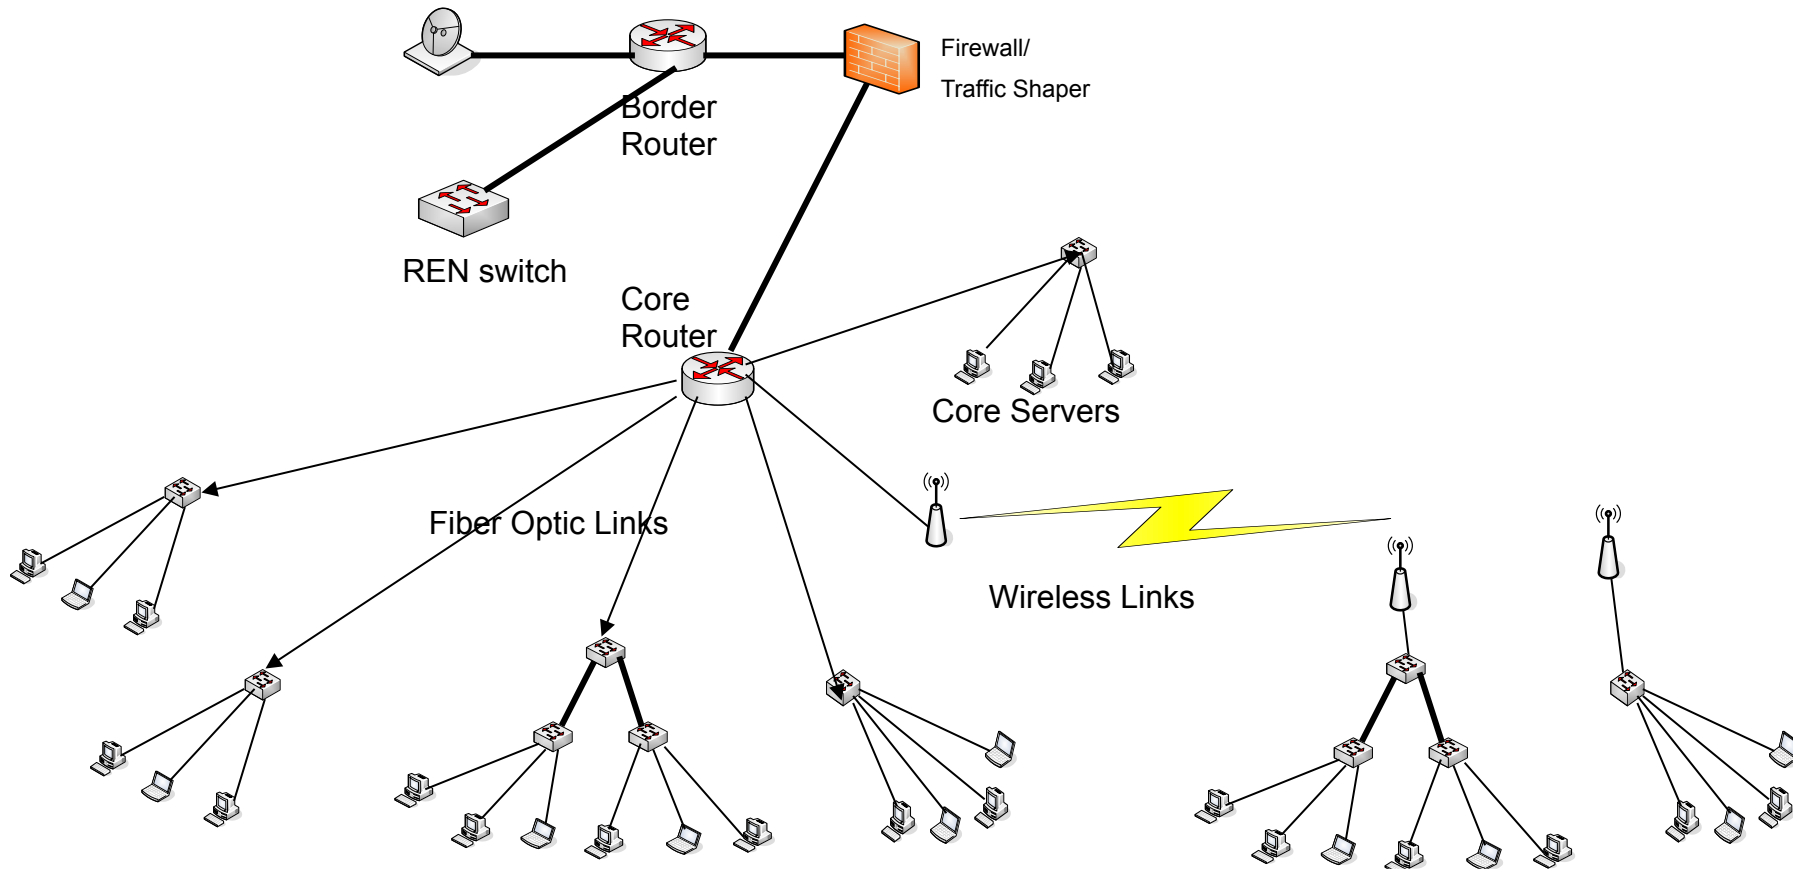 Firewall/
Traffic Shaper
Border
Router
REN switch
Core
Router
Core Servers
Fiber Optic Links
Wireless Links